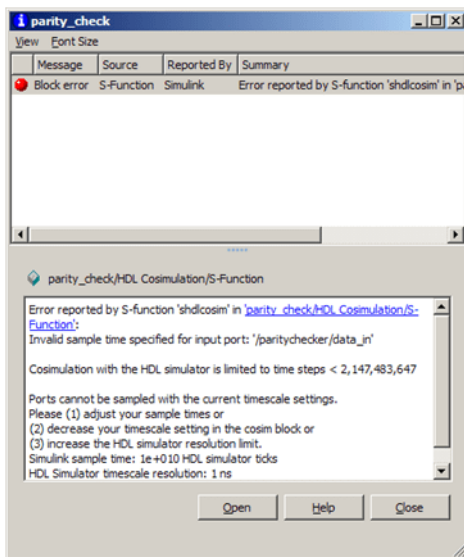 parity_check
View Font Size
Message Source Reported By Summary
Block error S-Function Simulink Error reported by S-function 'shdlcosim' in 'pa
parity_check/HDL Cosimulation/S-Function
Error reported by S-function 'shdlcosim' in 'parity_check/HDL Cosimulation/S-
Function':
Invalid sample time specified for input port: '/paritychecker/data_in'
Cosimulation with the HDL simulator is limited to time steps < 2,147,483,647
Ports cannot be sampled with the current timescale settings.
Please (1) adjust your sample times or
(2) decrease your timescale setting in the cosim block or
(3) increase the HDL simulator resolution limit.
Simulink sample time: 1e+010 HDL simulator ticks
HDL Simulator timescale resolution: 1 ns
Open Help Close